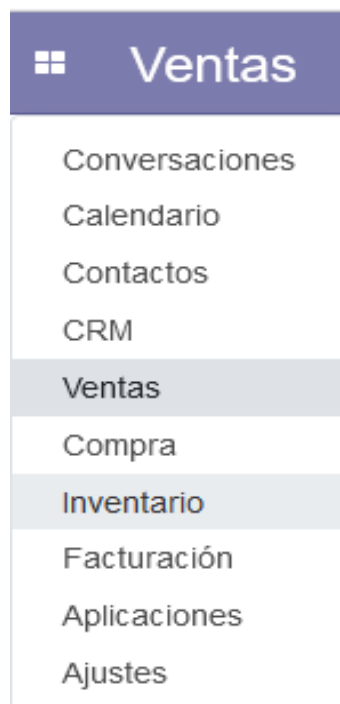 Ventas
Conversaciones
Calendario
Contactos
CRM
Ventas
Compra
Inventario
Facturación
Aplicaciones
Ajustes